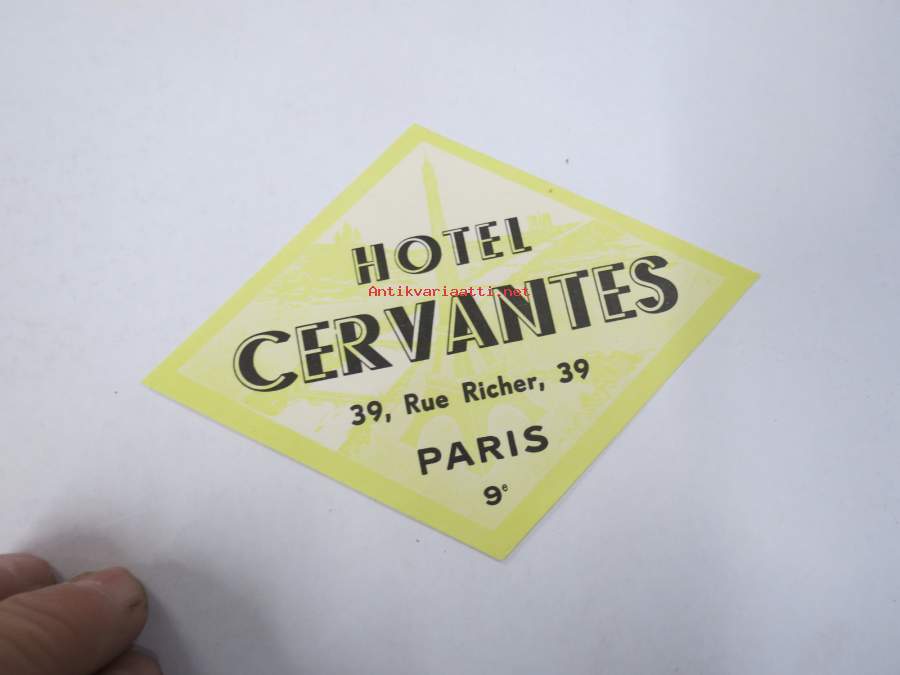 HOTEL
Antikvariaatti.net
CERVANTES
39, Rue Richer, 39
PARIS
9e